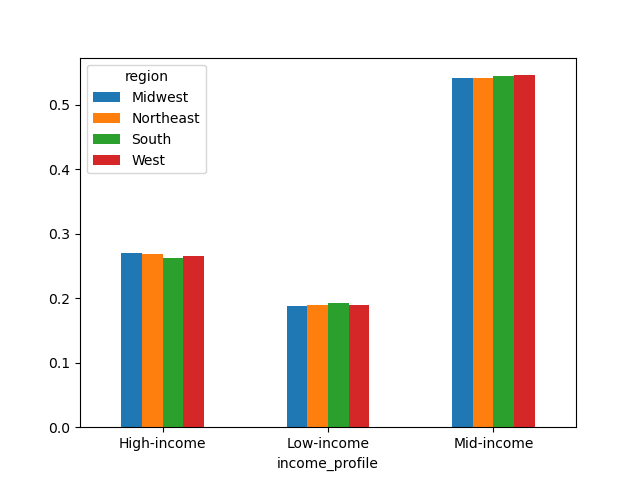 region
Midwest
Northeast
South
West
0.5
0.4
0.3
0.2
0.1
0.0
High-income
Low-income
Mid-income
income_profile